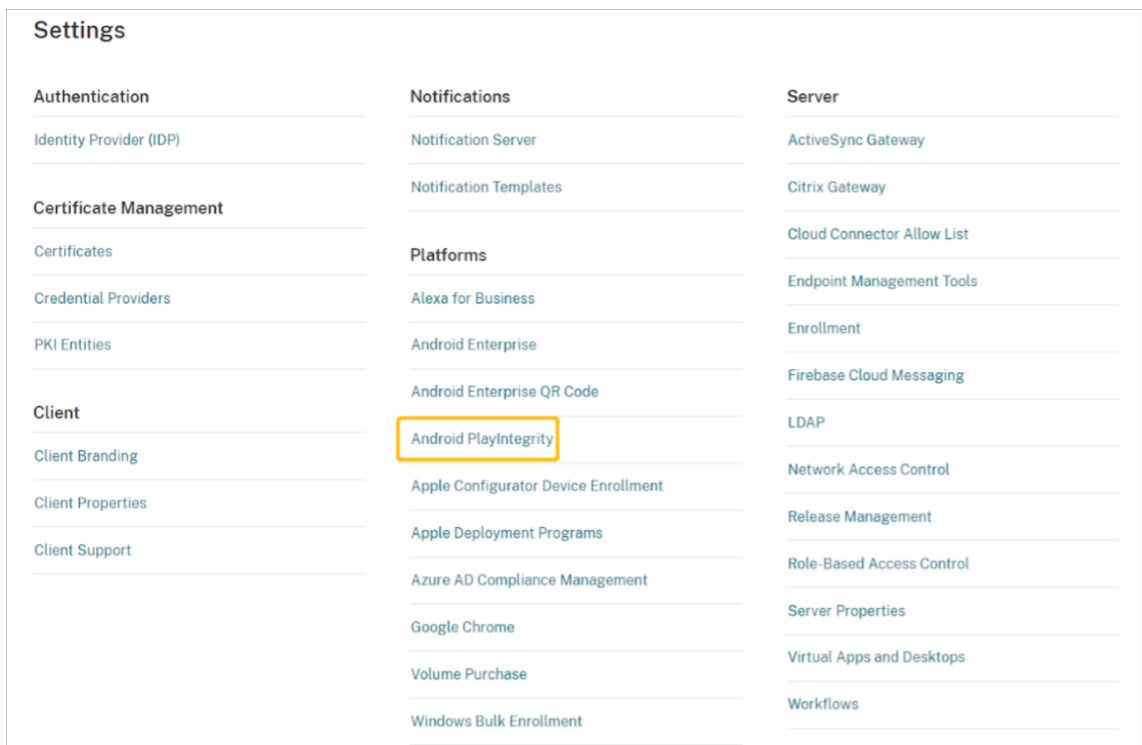 Settings
Authentication
Identity Provider (IDP)
Certificate Management
Certificates
Credential Providers
PKI Entities
Client
Client Branding
Client Properties
Client Support
Notifications
Notification Server
Notification Templates
Platforms
Alexa for Business
Android Enterprise
Android Enterprise QR Code
Android PlayIntegrity
Apple Configurator Device Enrollment
Apple Deployment Programs
Azure AD Compliance Management
Google Chrome
Volume Purchase
Windows Bulk Enrollment
Server
ActiveSync Gateway
Citrix Gateway
Cloud Connector Allow List
Endpoint Management Tools
Enrollment
Firebase Cloud Messaging
LDAP
Network Access Control
Release Management
Role-Based Access Control
Server Properties
Virtual Apps and Desktops
Workflows